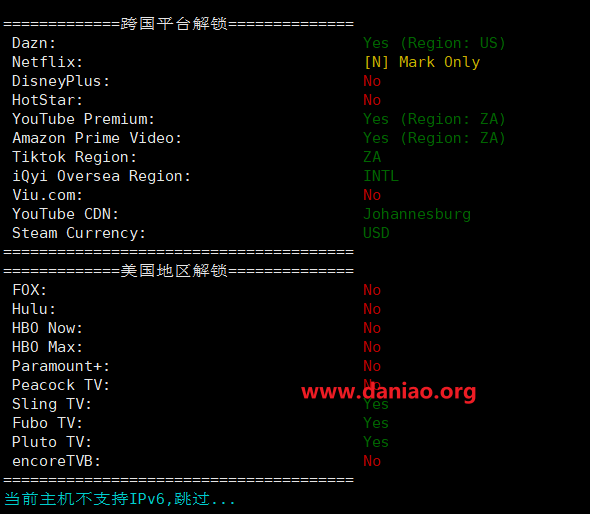 =============跨国平台解锁==============
Dazn: Yes (Region: US)
Netflix: [N] Mark Only
DisneyPlus: No
HotStar: No
YouTube Premium: Yes (Region: ZA)
Amazon Prime Video: Yes (Region: ZA)
Tiktok Region: ZA
iQyi Oversea Region: INTL
Viu.com: No
YouTube CDN: Johannesburg
Steam Currency: USD
=======================================
=============美国地区解锁==============
FOX: No
Hulu: No
HBO Now: No
HBO Max: No
Paramount+: No
Peacock TV: No
www.daniao.org
Sling TV: Yes
Fubo TV: Yes
Pluto TV: Yes
encoreTVB: No
=======================================
当前主机不支持IPv6,跳过...